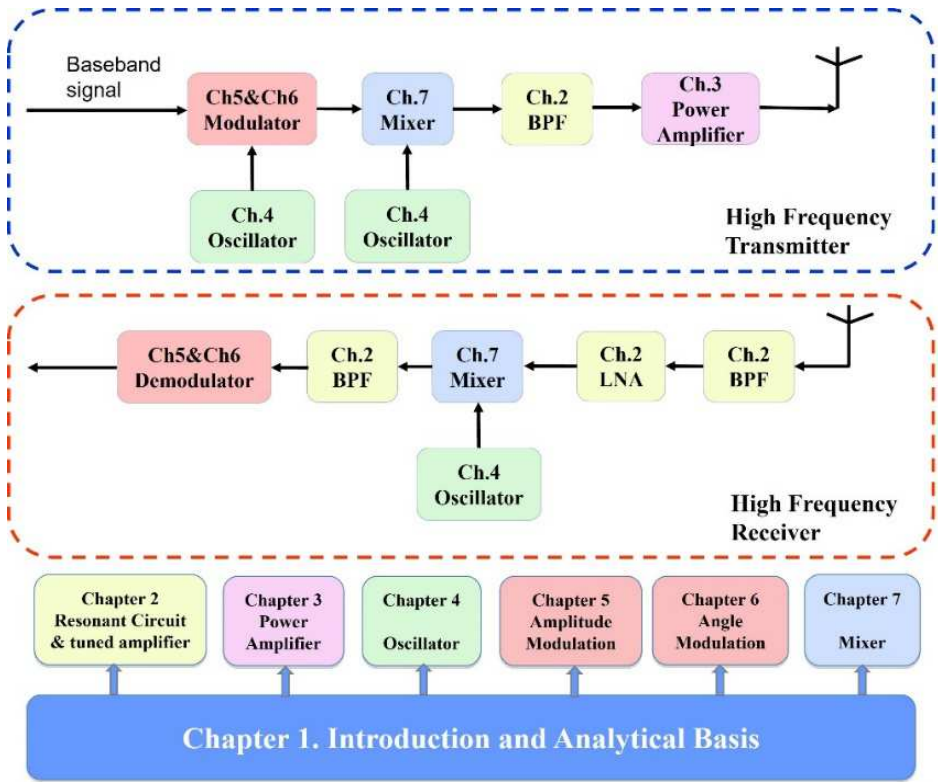 Baseband
signal
Ch5&Ch6
Modulator
Ch.7
Mixer
Ch.2
BPF
Ch.3
Power
Amplifier
Ch.4
Oscillator
Ch.4
Oscillator
High Frequency
Transmitter
Ch5&Ch6
Demodulator
Ch.2
BPF
Ch.7
Mixer
Ch.2
LNA
Ch.2
BPF
Ch.4
Oscillator
High Frequency
Receiver
Chapter 2
Resonant Circuit
& tuned amplifier
Chapter 3
Power
Amplifier
Chapter 4
Oscillator
Chapter 5
Amplitude
Modulation
Chapter 6
Angle
Modulation
Chapter 7
Mixer
Chapter 1. Introduction and Analytical Basis